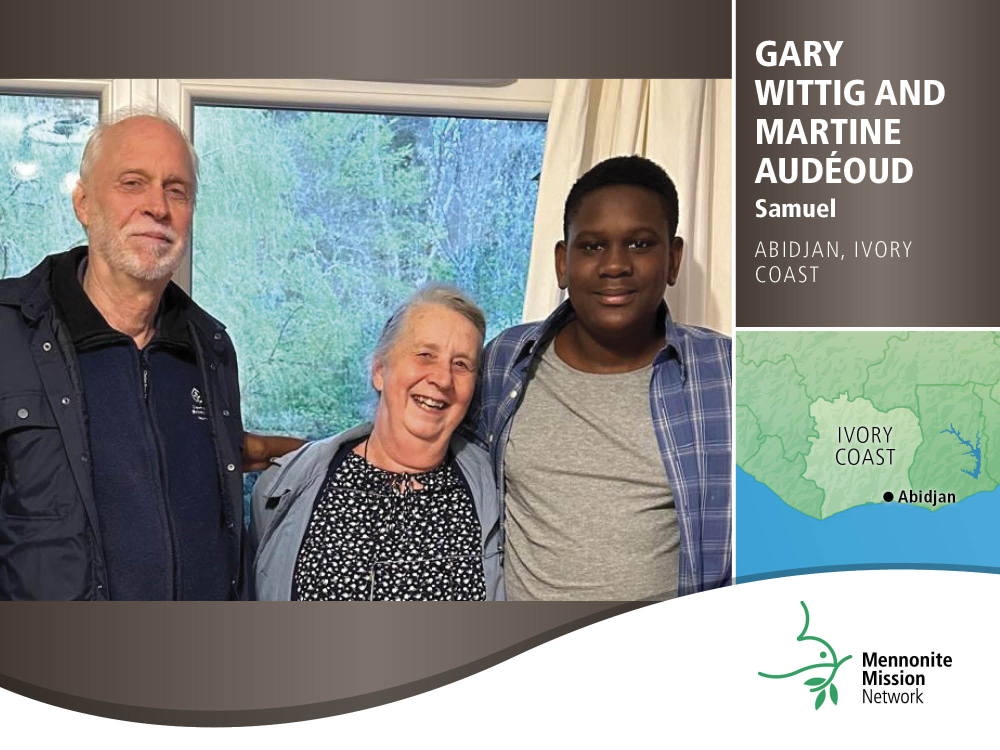 GARY
WITTIG AND
MARTINE
AUDÉOUD
Samuel
ABIDJAN, IVORY
COAST
IVORY
COAST
Abidjan
Mennonite
Mission
Network